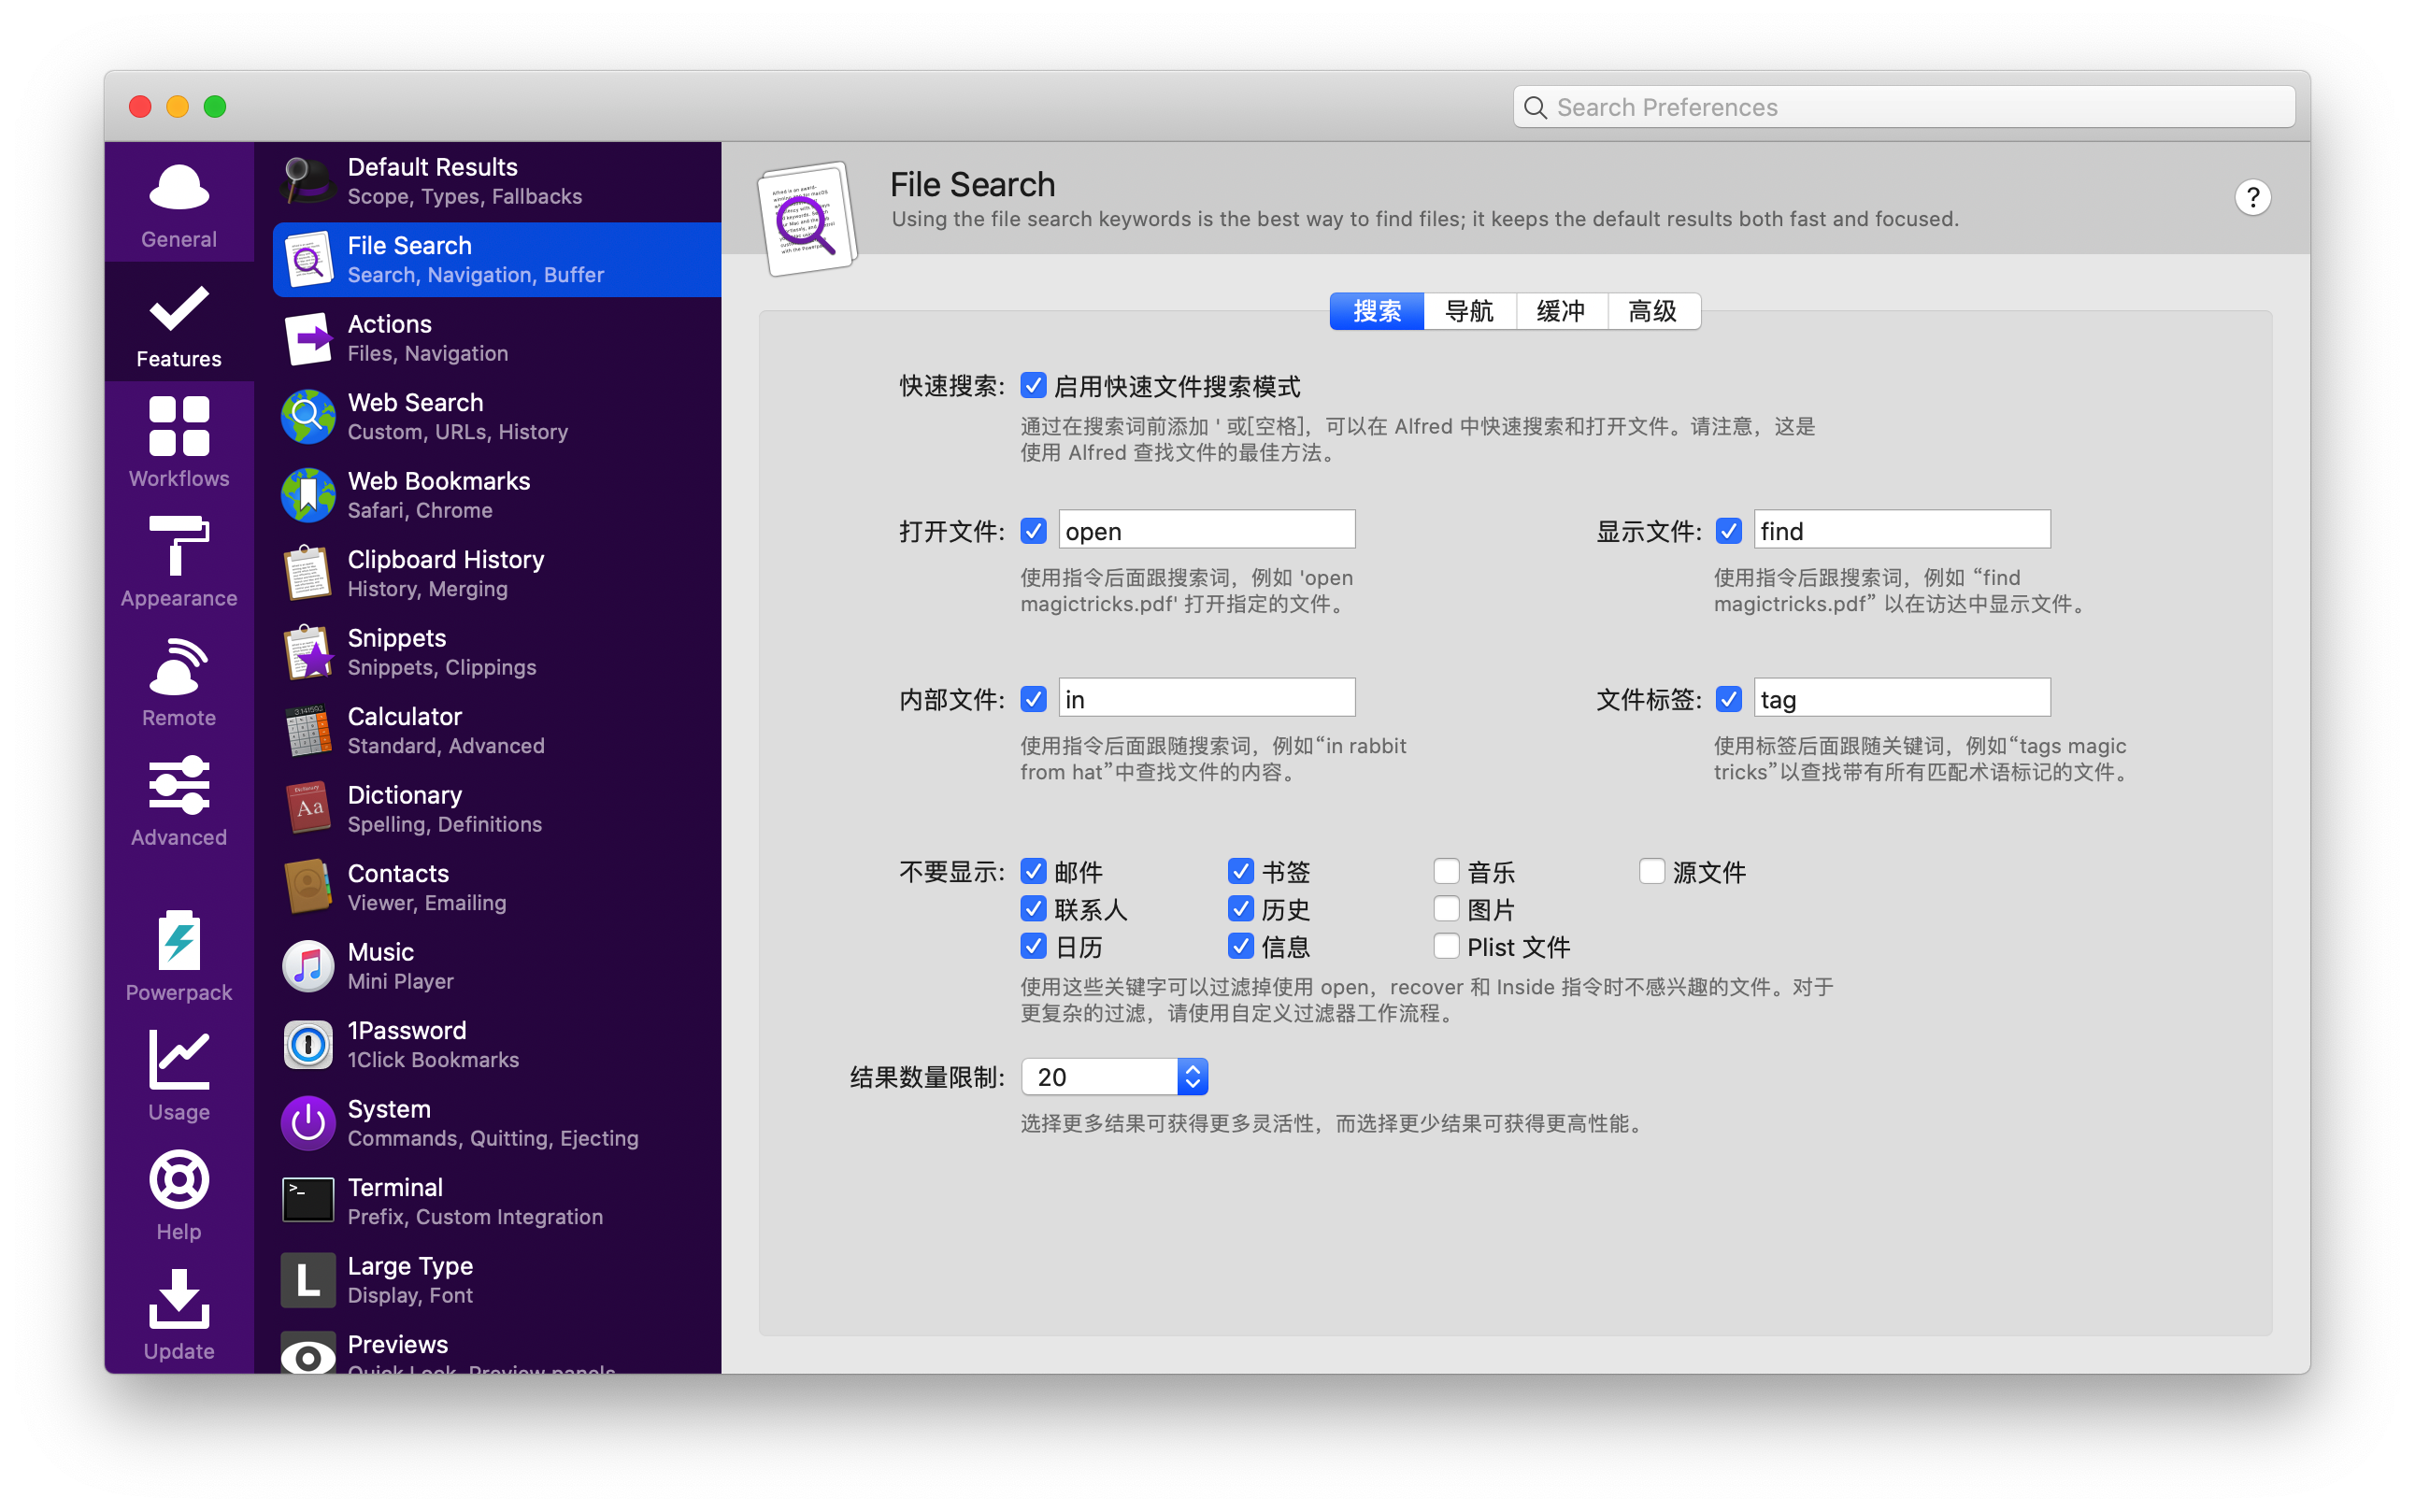 Search Preferences
General
Features
Workflows
Appearance
Remote
Advanced
Powerpack
Usage
Help
Update
Default Results
Scope, Types, Fallbacks
File Search
Search, Navigation, Buffer
Actions
Files, Navigation
Web Search
Custom, URLs, History
Web Bookmarks
Safari, Chrome
Clipboard History
History, Merging
Snippets
Snippets, Clippings
Calculator
Standard, Advanced
Dictionary
Spelling, Definitions
Contacts
Viewer, Emailing
Music
Mini Player
1Password
1Click Bookmarks
System
Commands, Quitting, Ejecting
Terminal
Prefix, Custom Integration
Large Type
Display, Font
Previews
Quick Look, Preview panels
File Search
Using the file search keywords is the best way to find files; it keeps the default results both fast and focused.
?
搜索 导航 缓冲 高级
快速搜索: 启用快速文件搜索模式
通过在搜索词前添加 ' 或[空格]，可以在 Alfred 中快速搜索和打开文件。请注意，这是
使用 Alfred 查找文件的最佳方法。
打开文件: open
使用指令后面跟搜索词，例如 'open
magictricks.pdf' 打开指定的文件。
显示文件: find
使用指令后跟搜索词，例如 “find
magictricks.pdf” 以在访达中显示文件。
内部文件: in
使用指令后面跟随搜索词，例如“in rabbit
from hat”中查找文件的内容。
文件标签: tag
使用标签后面跟随关键词，例如“tags magic
tricks”以查找带有所有匹配术语标记的文件。
不要显示: 邮件 书签 音乐 源文件
联系人 历史 图片
日历 信息 Plist 文件
使用这些关键字可以过滤掉使用 open，recover 和 Inside 指令时不感兴趣的文件。对于
更复杂的过滤，请使用自定义过滤器工作流程。
结果数量限制: 20
选择更多结果可获得更多灵活性，而选择更少结果可获得更高性能。